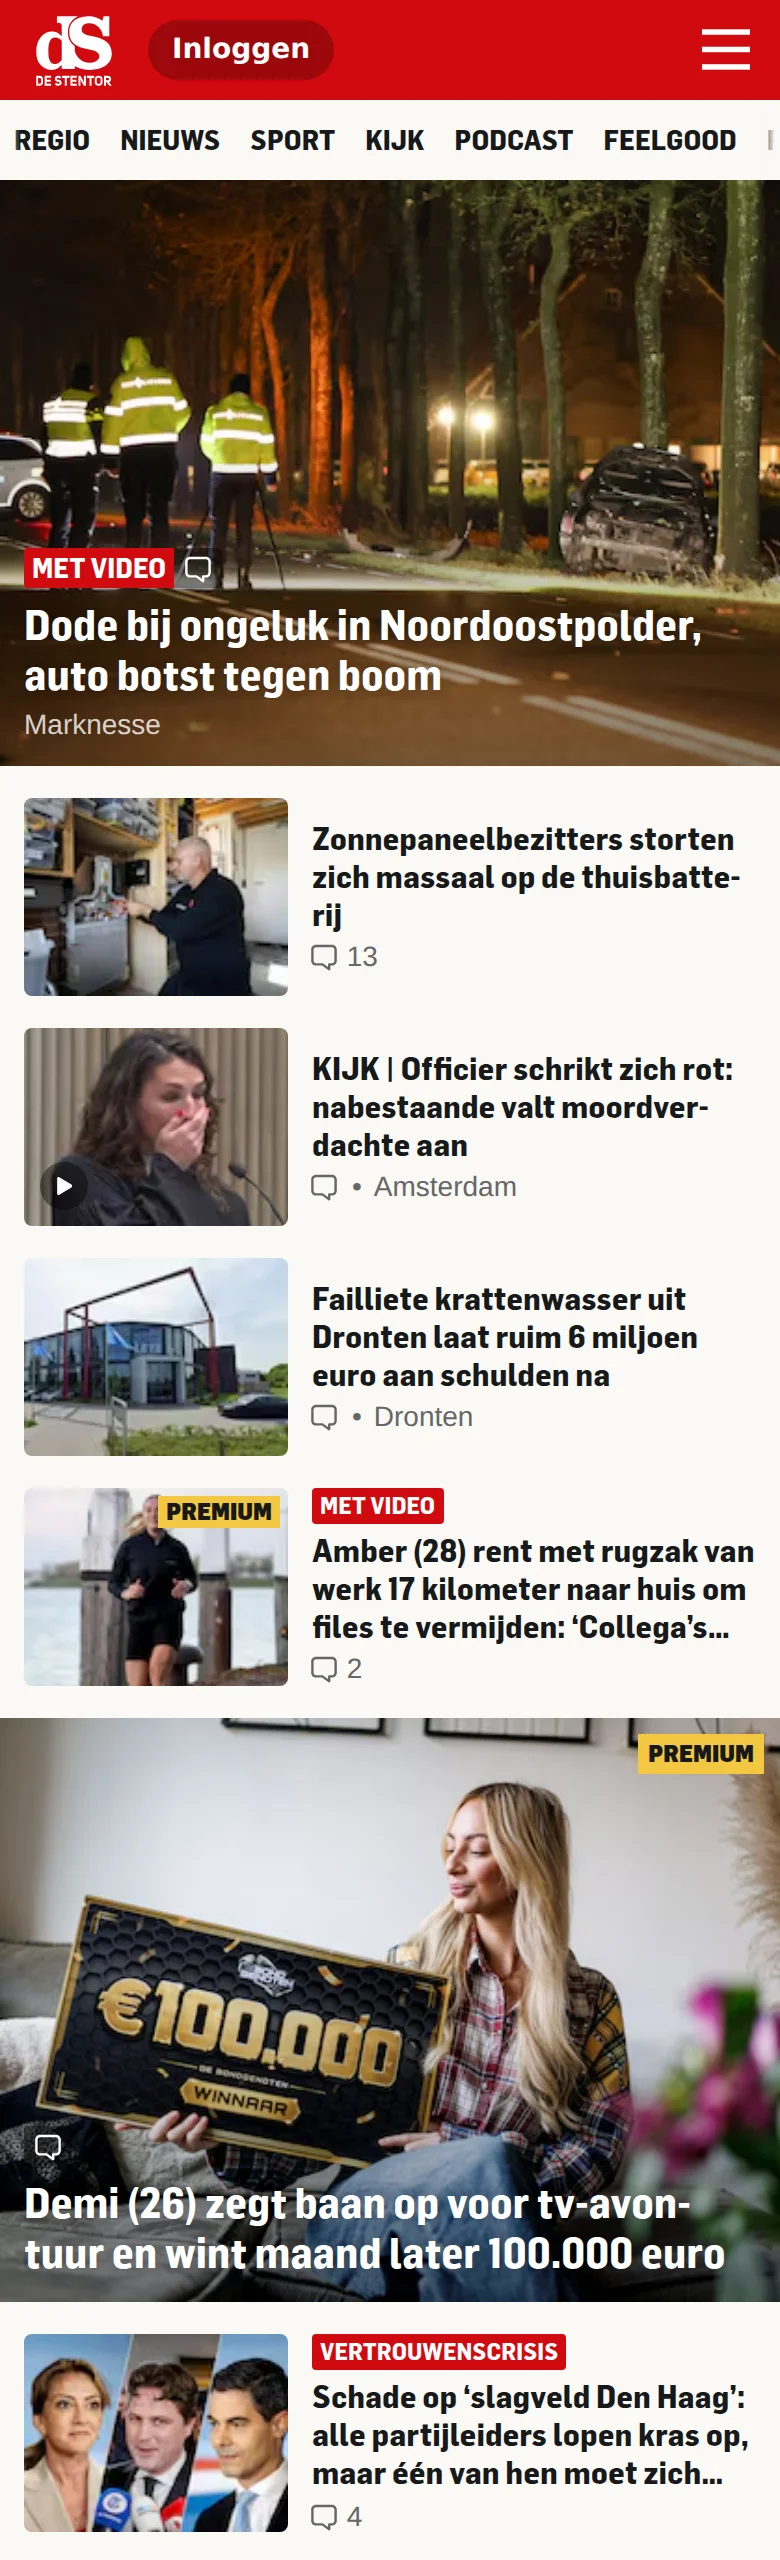 dS
DE STENTOR
Inloggen
REGIO NIEUWS SPORT KIJK PODCAST FEELGOOD
MET VIDEO
Dode bij ongeluk in Noordoostpolder,
auto botst tegen boom
Marknesse
Zonnepaneelbezitters storten
zich massaal op de thuisbatte-
rij
13
KIJK | Officier schrikt zich rot:
nabestaande valt moordver-
dachte aan
• Amsterdam
Failliete krattenwasser uit
Dronten laat ruim 6 miljoen
euro aan schulden na
• Dronten
PREMIUM
MET VIDEO
Amber (28) rent met rugzak van
werk 17 kilometer naar huis om
files te vermijden: ‘Collega’s...
2
PREMIUM
€100.000
DE BONDGENOTEN
WINNAAR
Demi (26) zegt baan op voor tv-avon-
tuur en wint maand later 100.000 euro
VERTROUWENSCRISIS
Schade op ‘slagveld Den Haag’:
alle partijleiders lopen kras op,
maar één van hen moet zich...
4